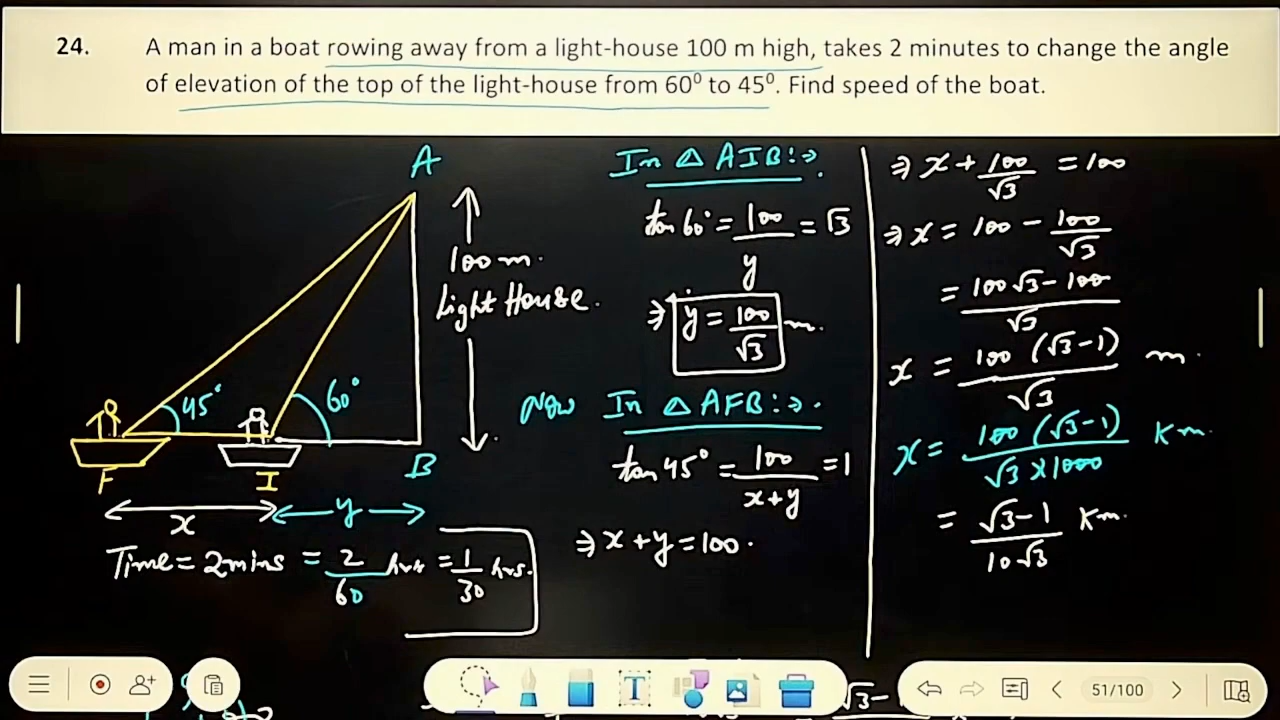 24. A man in a boat rowing away from a light-house 100 m high, takes 2 minutes to change the angle
of elevation of the top of the light-house from 60⁰ to 45⁰. Find speed of the boat.
A
100 m.
Light House.
45°
60°
F
I
B
x
y
Time = 2 mins = 2/60 hrs = 1/30 hrs.
In △ AIB :→.
tan 60° = 100/y = √3
⇒ y = 100/√3 m.
Now In △ AFB :→.
tan 45° = 100/(x+y) = 1
⇒ x + y = 100.
⇒ x + 100/√3 = 100
⇒ x = 100 - 100/√3
= (100√3 - 100)/√3
x = 100 (√3-1)/√3 m.
x = 100 (√3-1)/(√3 × 1000) Km.
= (√3-1)/(10√3) Km.
T
51/100